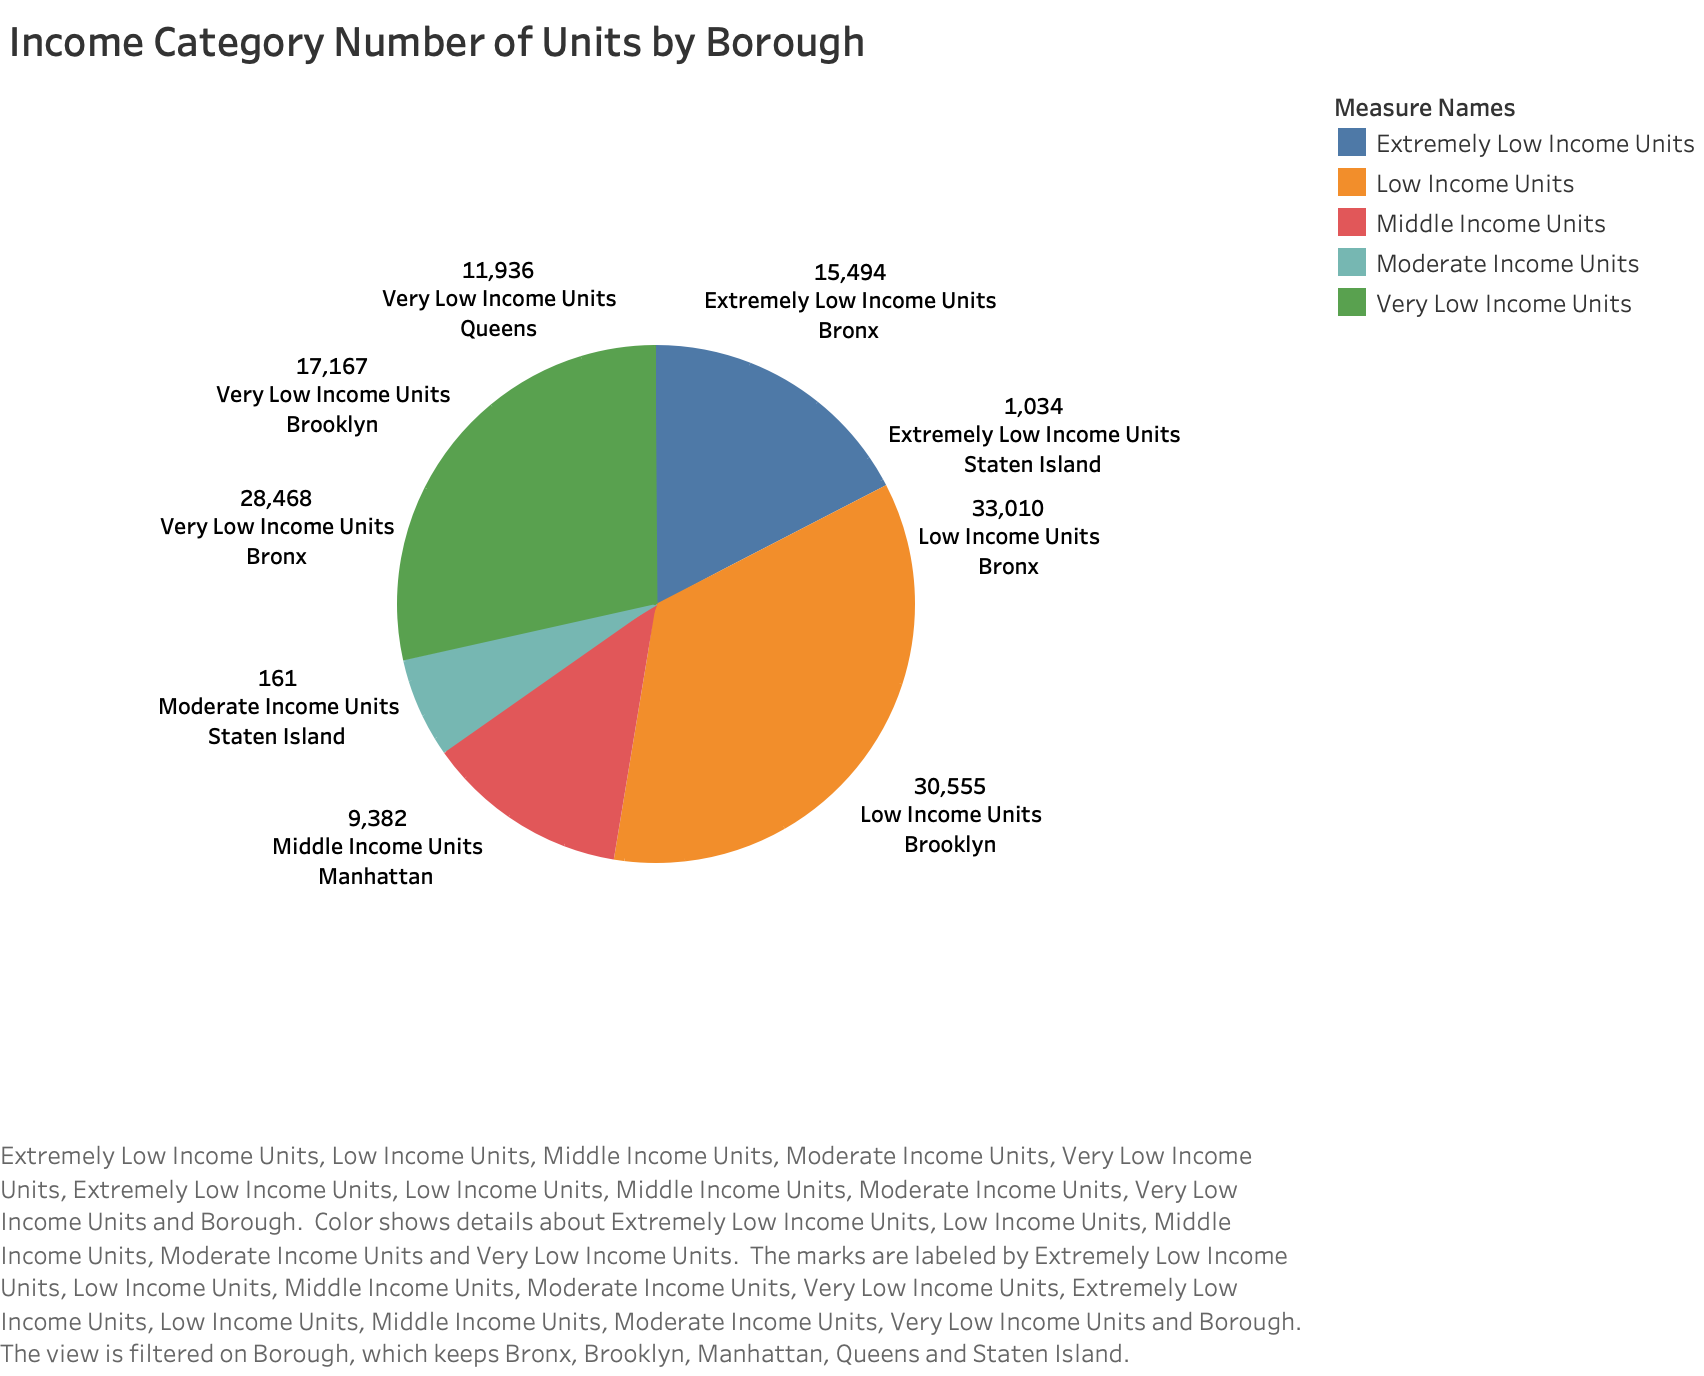 Income Category Number of Units by Borough
Measure Names
Extremely Low Income Units
Low Income Units
Middle Income Units
Moderate Income Units
Very Low Income Units
11,936
Very Low Income Units
Queens
15,494
Extremely Low Income Units
Bronx
17,167
Very Low Income Units
Brooklyn
1,034
Extremely Low Income Units
Staten Island
28,468
Very Low Income Units
Bronx
33,010
Low Income Units
Bronx
161
Moderate Income Units
Staten Island
30,555
Low Income Units
Brooklyn
9,382
Middle Income Units
Manhattan
Extremely Low Income Units, Low Income Units, Middle Income Units, Moderate Income Units, Very Low Income
Units, Extremely Low Income Units, Low Income Units, Middle Income Units, Moderate Income Units, Very Low
Income Units and Borough.  Color shows details about Extremely Low Income Units, Low Income Units, Middle
Income Units, Moderate Income Units and Very Low Income Units.  The marks are labeled by Extremely Low Income
Units, Low Income Units, Middle Income Units, Moderate Income Units, Very Low Income Units, Extremely Low
Income Units, Low Income Units, Middle Income Units, Moderate Income Units, Very Low Income Units and Borough.
The view is filtered on Borough, which keeps Bronx, Brooklyn, Manhattan, Queens and Staten Island.